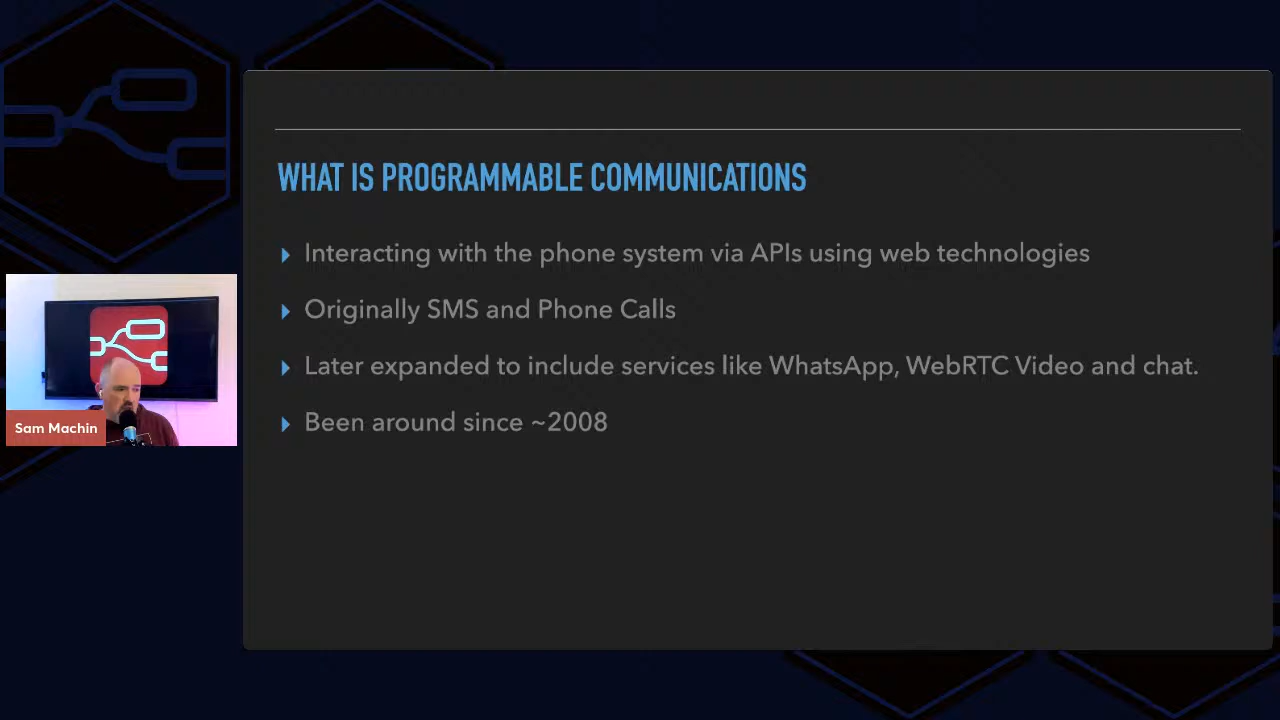 WHAT IS PROGRAMMABLE COMMUNICATIONS
Interacting with the phone system via APIs using web technologies
Originally SMS and Phone Calls
Later expanded to include services like WhatsApp, WebRTC Video and chat.
Been around since ~2008
Sam Machin